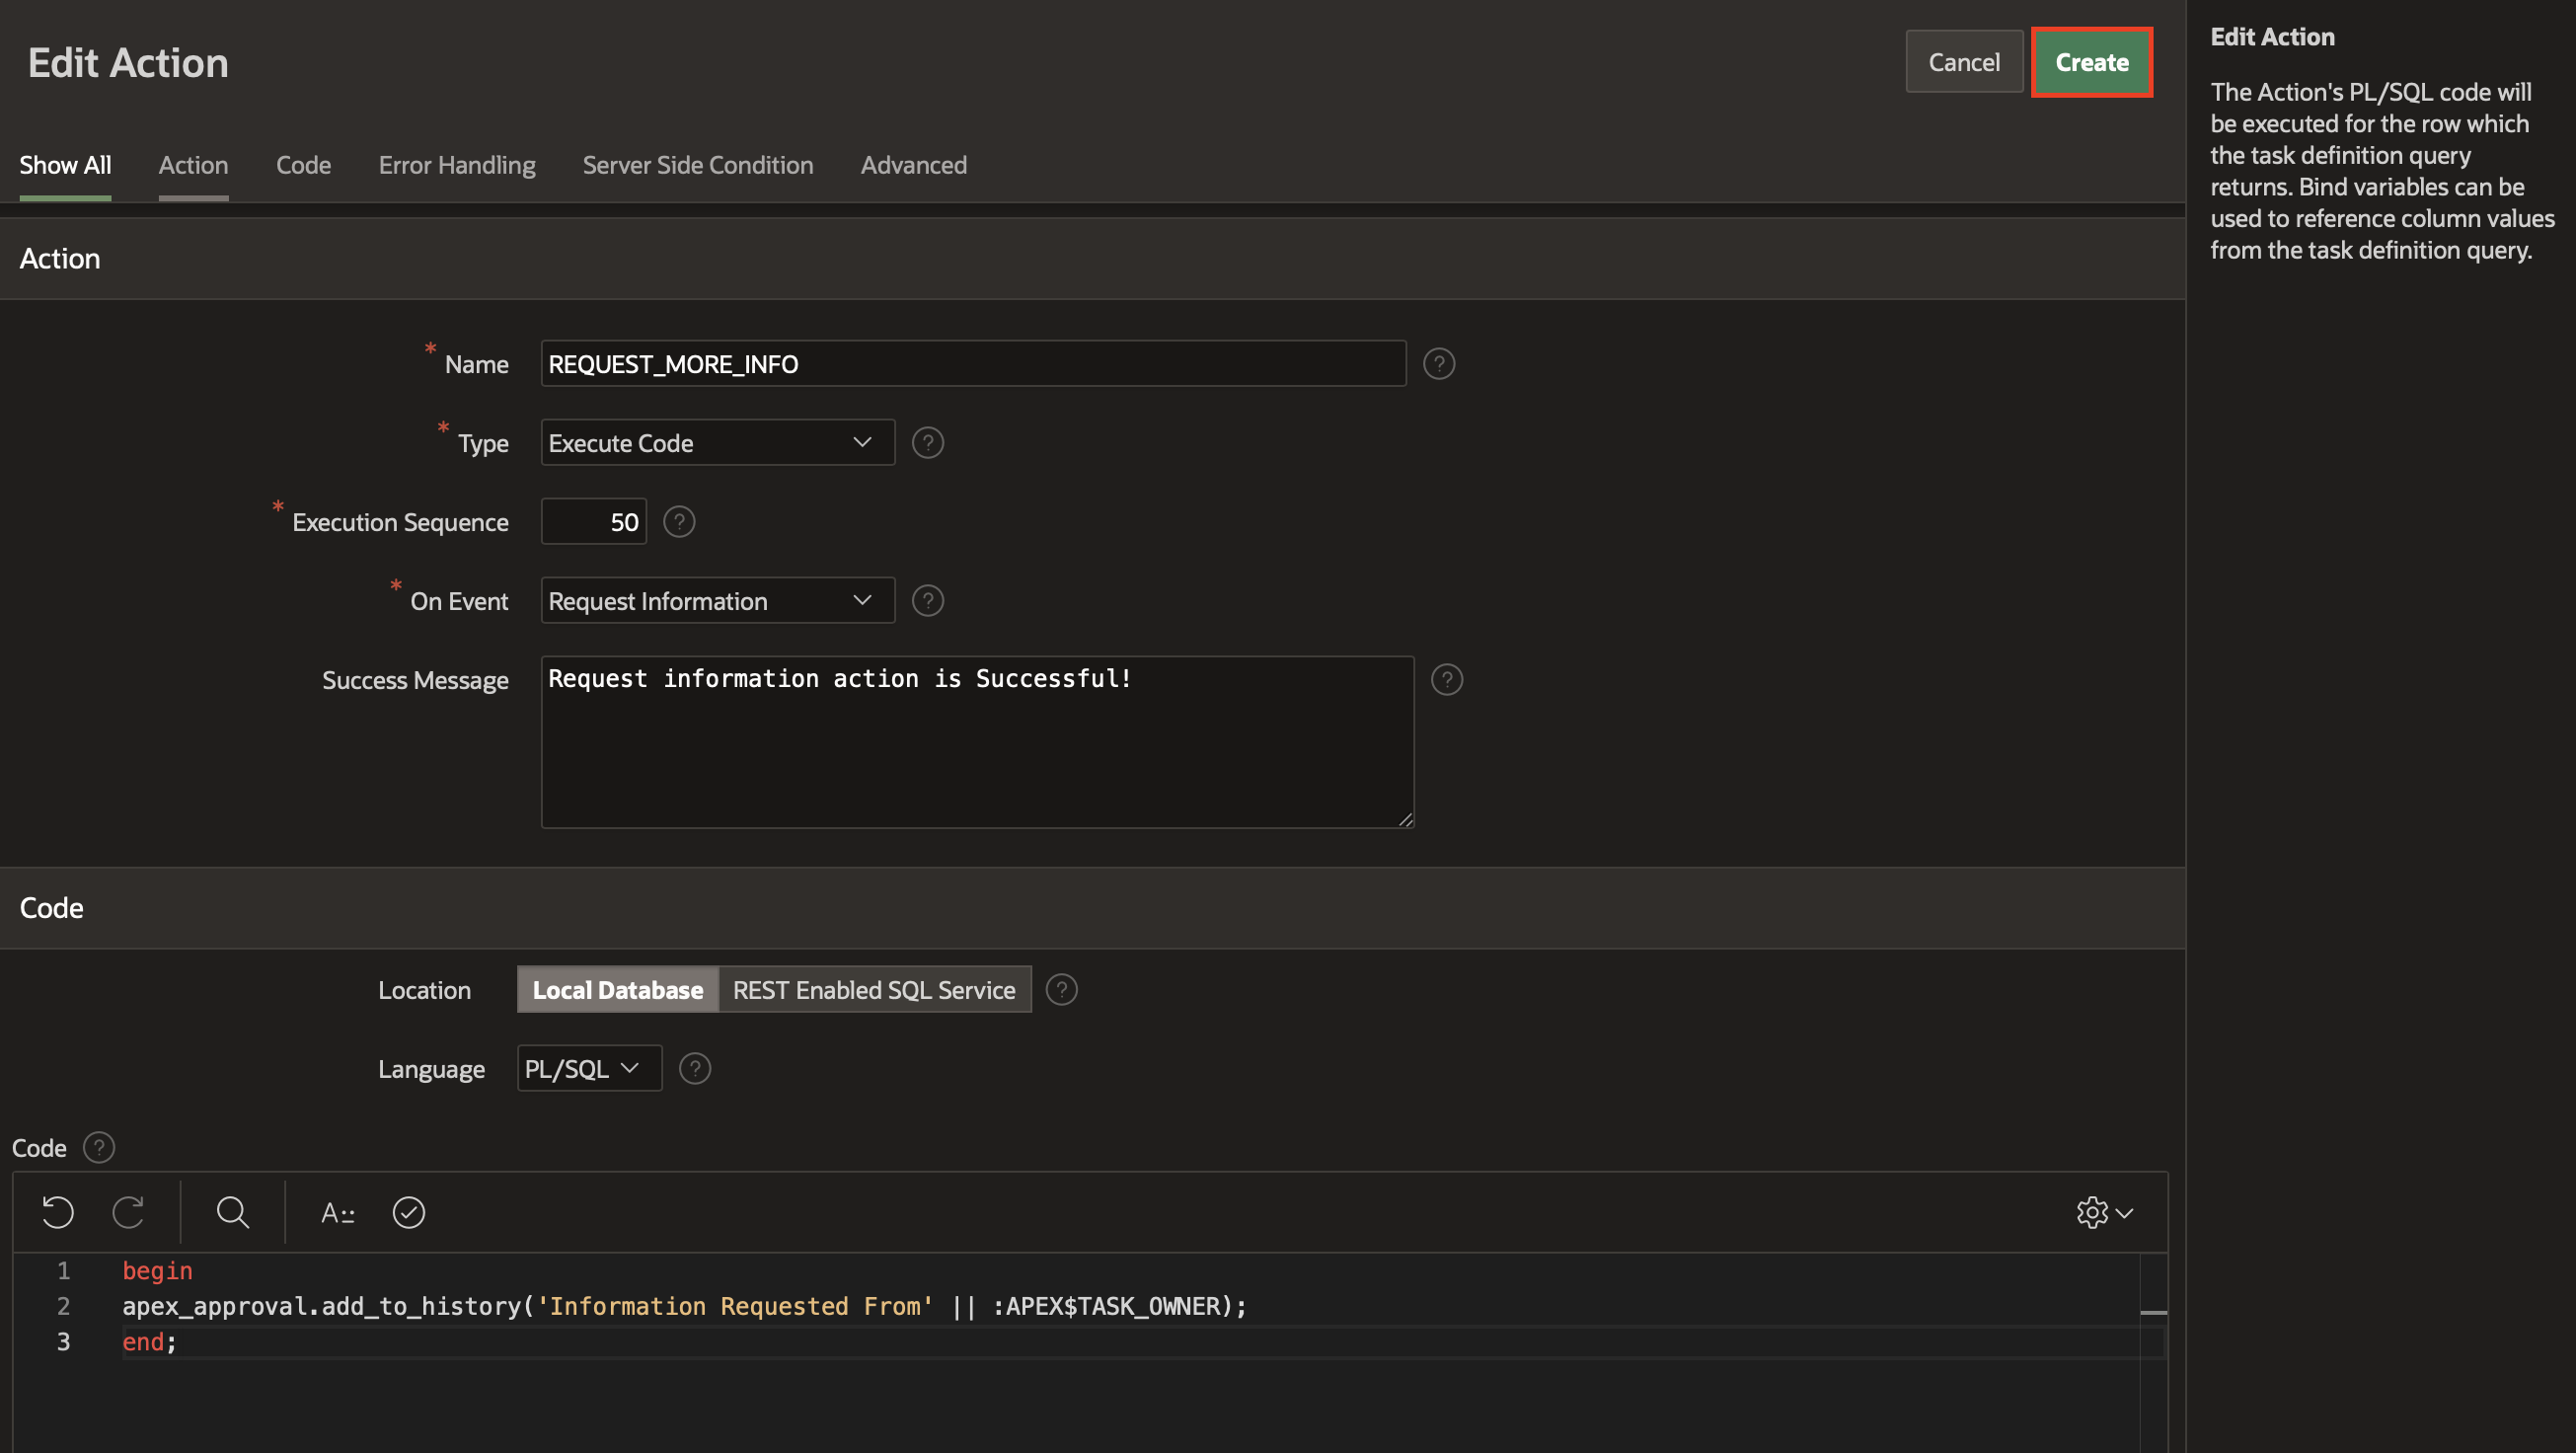 Edit Action
Cancel
Create
Show All
Action
Code
Error Handling
Server Side Condition
Advanced
Action
* Name
REQUEST_MORE_INFO
?
* Type
Execute Code
?
* Execution Sequence
50
?
* On Event
Request Information
?
Success Message
Request information action is Successful!
?
Code
Location
Local Database
REST Enabled SQL Service
?
Language
PL/SQL
?
Code
?
A::
1 begin
2 apex_approval.add_to_history('Information Requested From' || :APEX$TASK_OWNER);
3 end;
Edit Action
The Action's PL/SQL code will
be executed for the row which
the task definition query
returns. Bind variables can be
used to reference column values
from the task definition query.